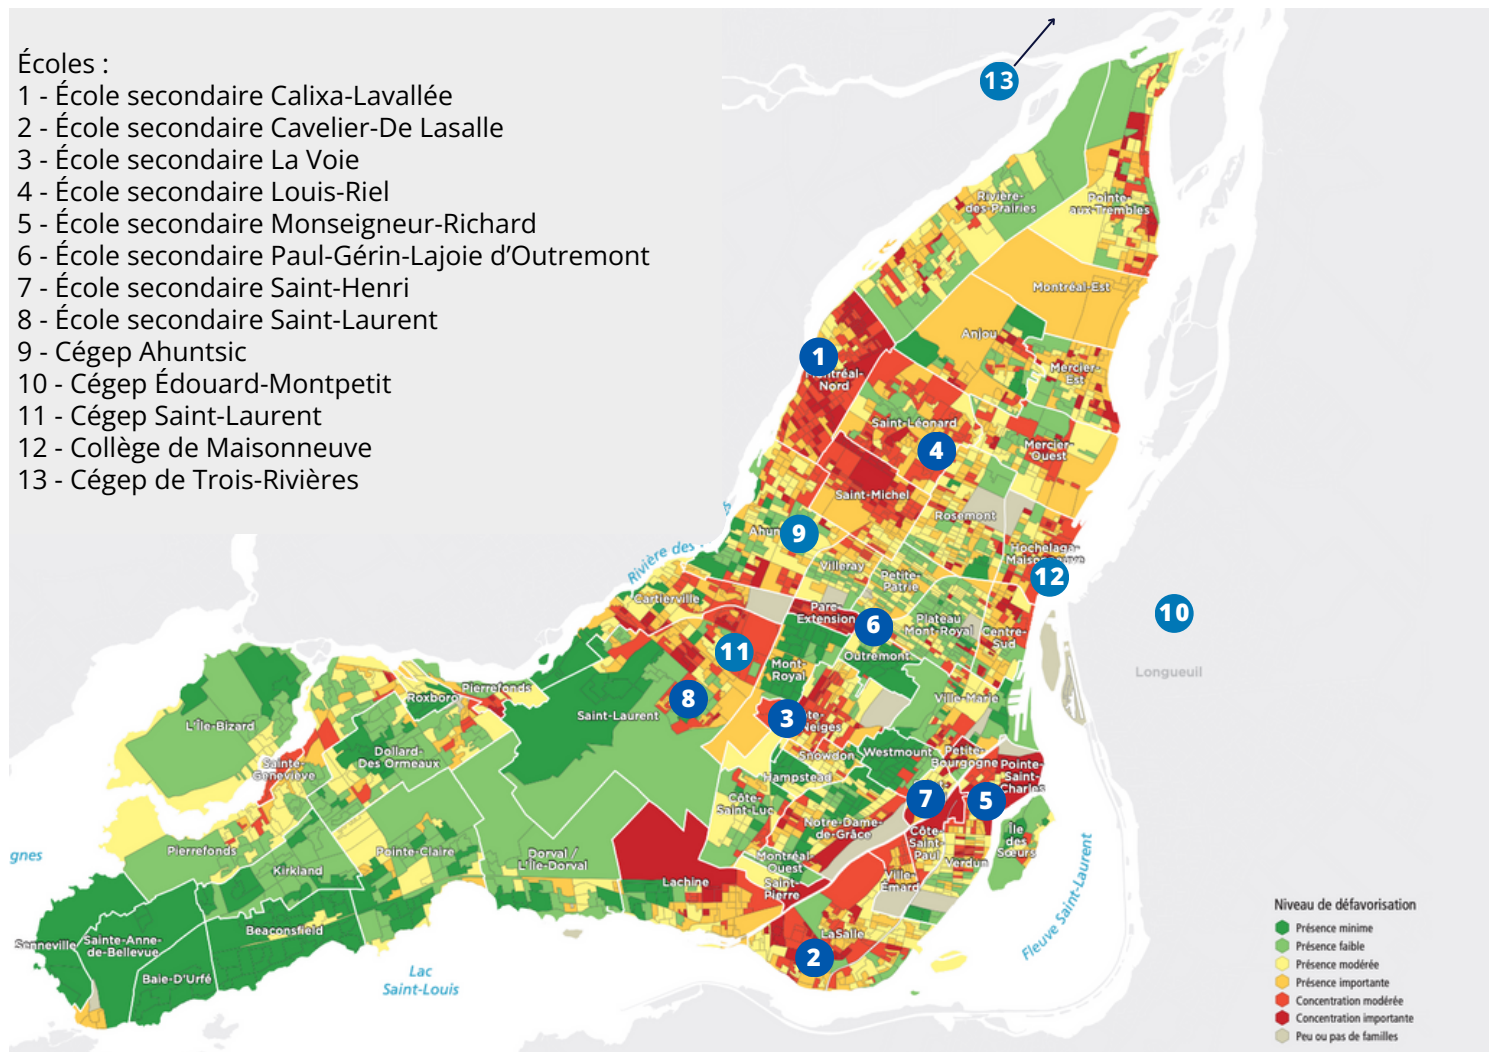 Écoles :
1 - École secondaire Calixa-Lavallée
2 - École secondaire Cavelier-De Lasalle
3 - École secondaire La Voie
4 - École secondaire Louis-Riel
5 - École secondaire Monseigneur-Richard
6 - École secondaire Paul-Gérin-Lajoie d’Outremont
7 - École secondaire Saint-Henri
8 - École secondaire Saint-Laurent
9 - Cégep Ahuntsic
10 - Cégep Édouard-Montpetit
11 - Cégep Saint-Laurent
12 - Collège de Maisonneuve
13 - Cégep de Trois-Rivières
13
Rivière-
des-Prairies
Pointe-
aux-Trembles
Montréal-Est
Anjou
1
Montréal-
Nord
Mercier-
Est
Saint-Léonard
4
Mercier-
Ouest
Saint-Michel
Rosemont
9
Rivière des
Villeray
Hochelaga-
12
Petite-
Patrie
Cartierville
Parc-
Extension
6
Plateau
Mont-Royal
Centre-
Sud
10
11
Outremont
Mont-
Royal
Longueuil
Pierrefonds
Roxboro
8
Ville-Marie
L'Île-Bizard
Saint-Laurent
3
Neiges
Dollard-
Des Ormeaux
Snowdon
Westmount
Petite-
Bourgogne
Sainte-
Geneviève
Hampstead
Pointe-
Saint-
Charles
7
5
Côte-
Saint-Luc
Notre-Dame-
de-Grâce
Côte-
Saint-
Paul
Île
des
Sœurs
gnes
Pierrefonds
Pointe-Claire
Dorval /
L'Île-Dorval
Montréal-
Ouest
Verdun
Kirkland
Lachine
Saint-
Pierre
Ville-
Émard
Fleuve Saint-Laurent
Beaconsfield
LaSalle
Senneville
Sainte-Anne-
de-Bellevue
2
Baie-D'Urfé
Lac
Saint-Louis
Niveau de défavorisation
Présence minime
Présence faible
Présence modérée
Présence importante
Concentration modérée
Concentration importante
Peu ou pas de familles